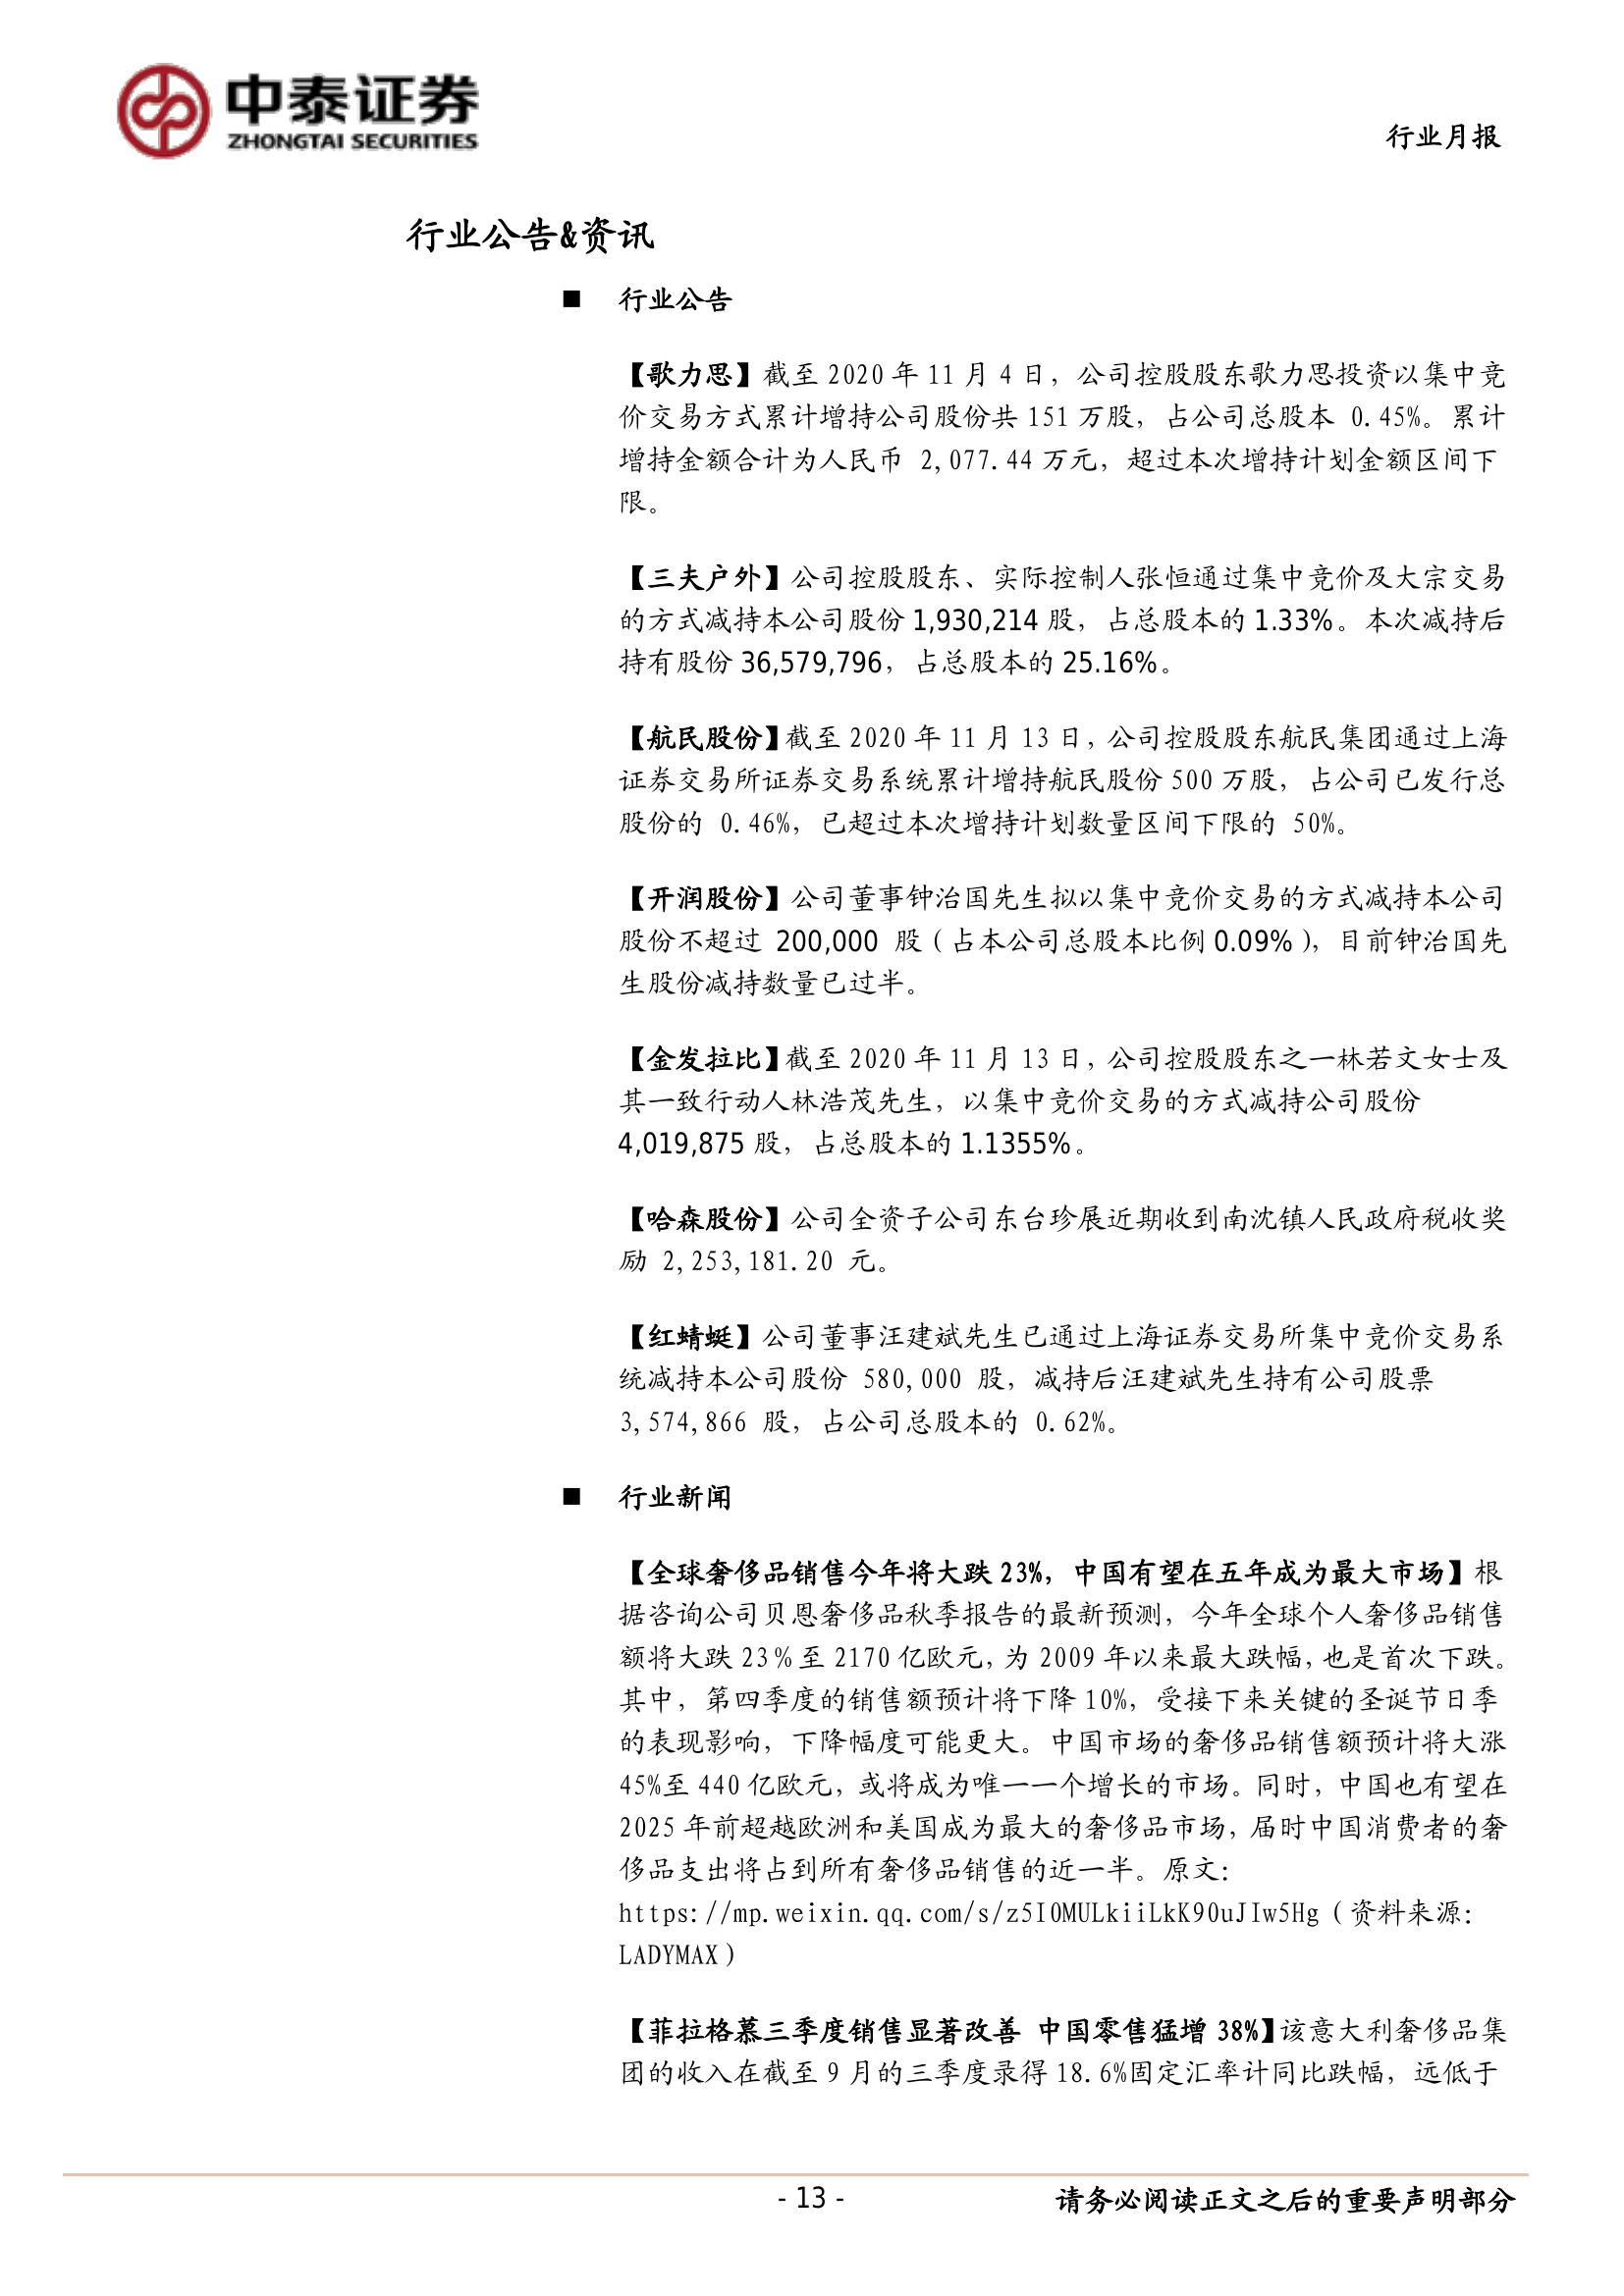 中泰证券
ZHONGTAI SECURITIES
行业月报
行业公告&资讯
■ 行业公告
【歌力思】截至 2020 年 11 月 4 日，公司控股股东歌力思投资以集中竞
价交易方式累计增持公司股份共 151 万股，占公司总股本 0.45%。累计
增持金额合计为人民币 2,077.44 万元，超过本次增持计划金额区间下
限。
【三夫户外】公司控股股东、实际控制人张恒通过集中竞价及大宗交易
的方式减持本公司股份 1,930,214 股，占总股本的 1.33%。本次减持后
持有股份 36,579,796，占总股本的 25.16%。
【航民股份】截至 2020 年 11 月 13 日，公司控股股东航民集团通过上海
证券交易所证券交易系统累计增持航民股份 500 万股，占公司已发行总
股份的 0.46%，已超过本次增持计划数量区间下限的 50%。
【开润股份】公司董事钟治国先生拟以集中竞价交易的方式减持本公司
股份不超过 200,000 股（占本公司总股本比例 0.09%），目前钟治国先
生股份减持数量已过半。
【金发拉比】截至 2020 年 11 月 13 日，公司控股股东之一林若文女士及
其一致行动人林浩茂先生，以集中竞价交易的方式减持公司股份
4,019,875 股，占总股本的 1.1355%。
【哈森股份】公司全资子公司东台珍展近期收到南沈镇人民政府税收奖
励 2,253,181.20 元。
【红蜻蜓】公司董事汪建斌先生已通过上海证券交易所集中竞价交易系
统减持本公司股份 580,000 股，减持后汪建斌先生持有公司股票
3,574,866 股，占公司总股本的 0.62%。
■ 行业新闻
【全球奢侈品销售今年将大跌 23%，中国有望在五年成为最大市场】根
据咨询公司贝恩奢侈品秋季报告的最新预测，今年全球个人奢侈品销售
额将大跌 23％至 2170 亿欧元，为 2009 年以来最大跌幅，也是首次下跌。
其中，第四季度的销售额预计将下降 10%，受接下来关键的圣诞节日季
的表现影响，下降幅度可能更大。中国市场的奢侈品销售额预计将大涨
45%至 440 亿欧元，或将成为唯一一个增长的市场。同时，中国也有望在
2025 年前超越欧洲和美国成为最大的奢侈品市场，届时中国消费者的奢
侈品支出将占到所有奢侈品销售的近一半。原文：
https://mp.weixin.qq.com/s/z5I0MULkiiLkK90uJIw5Hg（资料来源：
LADYMAX）
【菲拉格慕三季度销售显著改善 中国零售猛增 38%】该意大利奢侈品集
团的收入在截至 9 月的三季度录得 18.6%固定汇率计同比跌幅，远低于
- 13 -
请务必阅读正文之后的重要声明部分